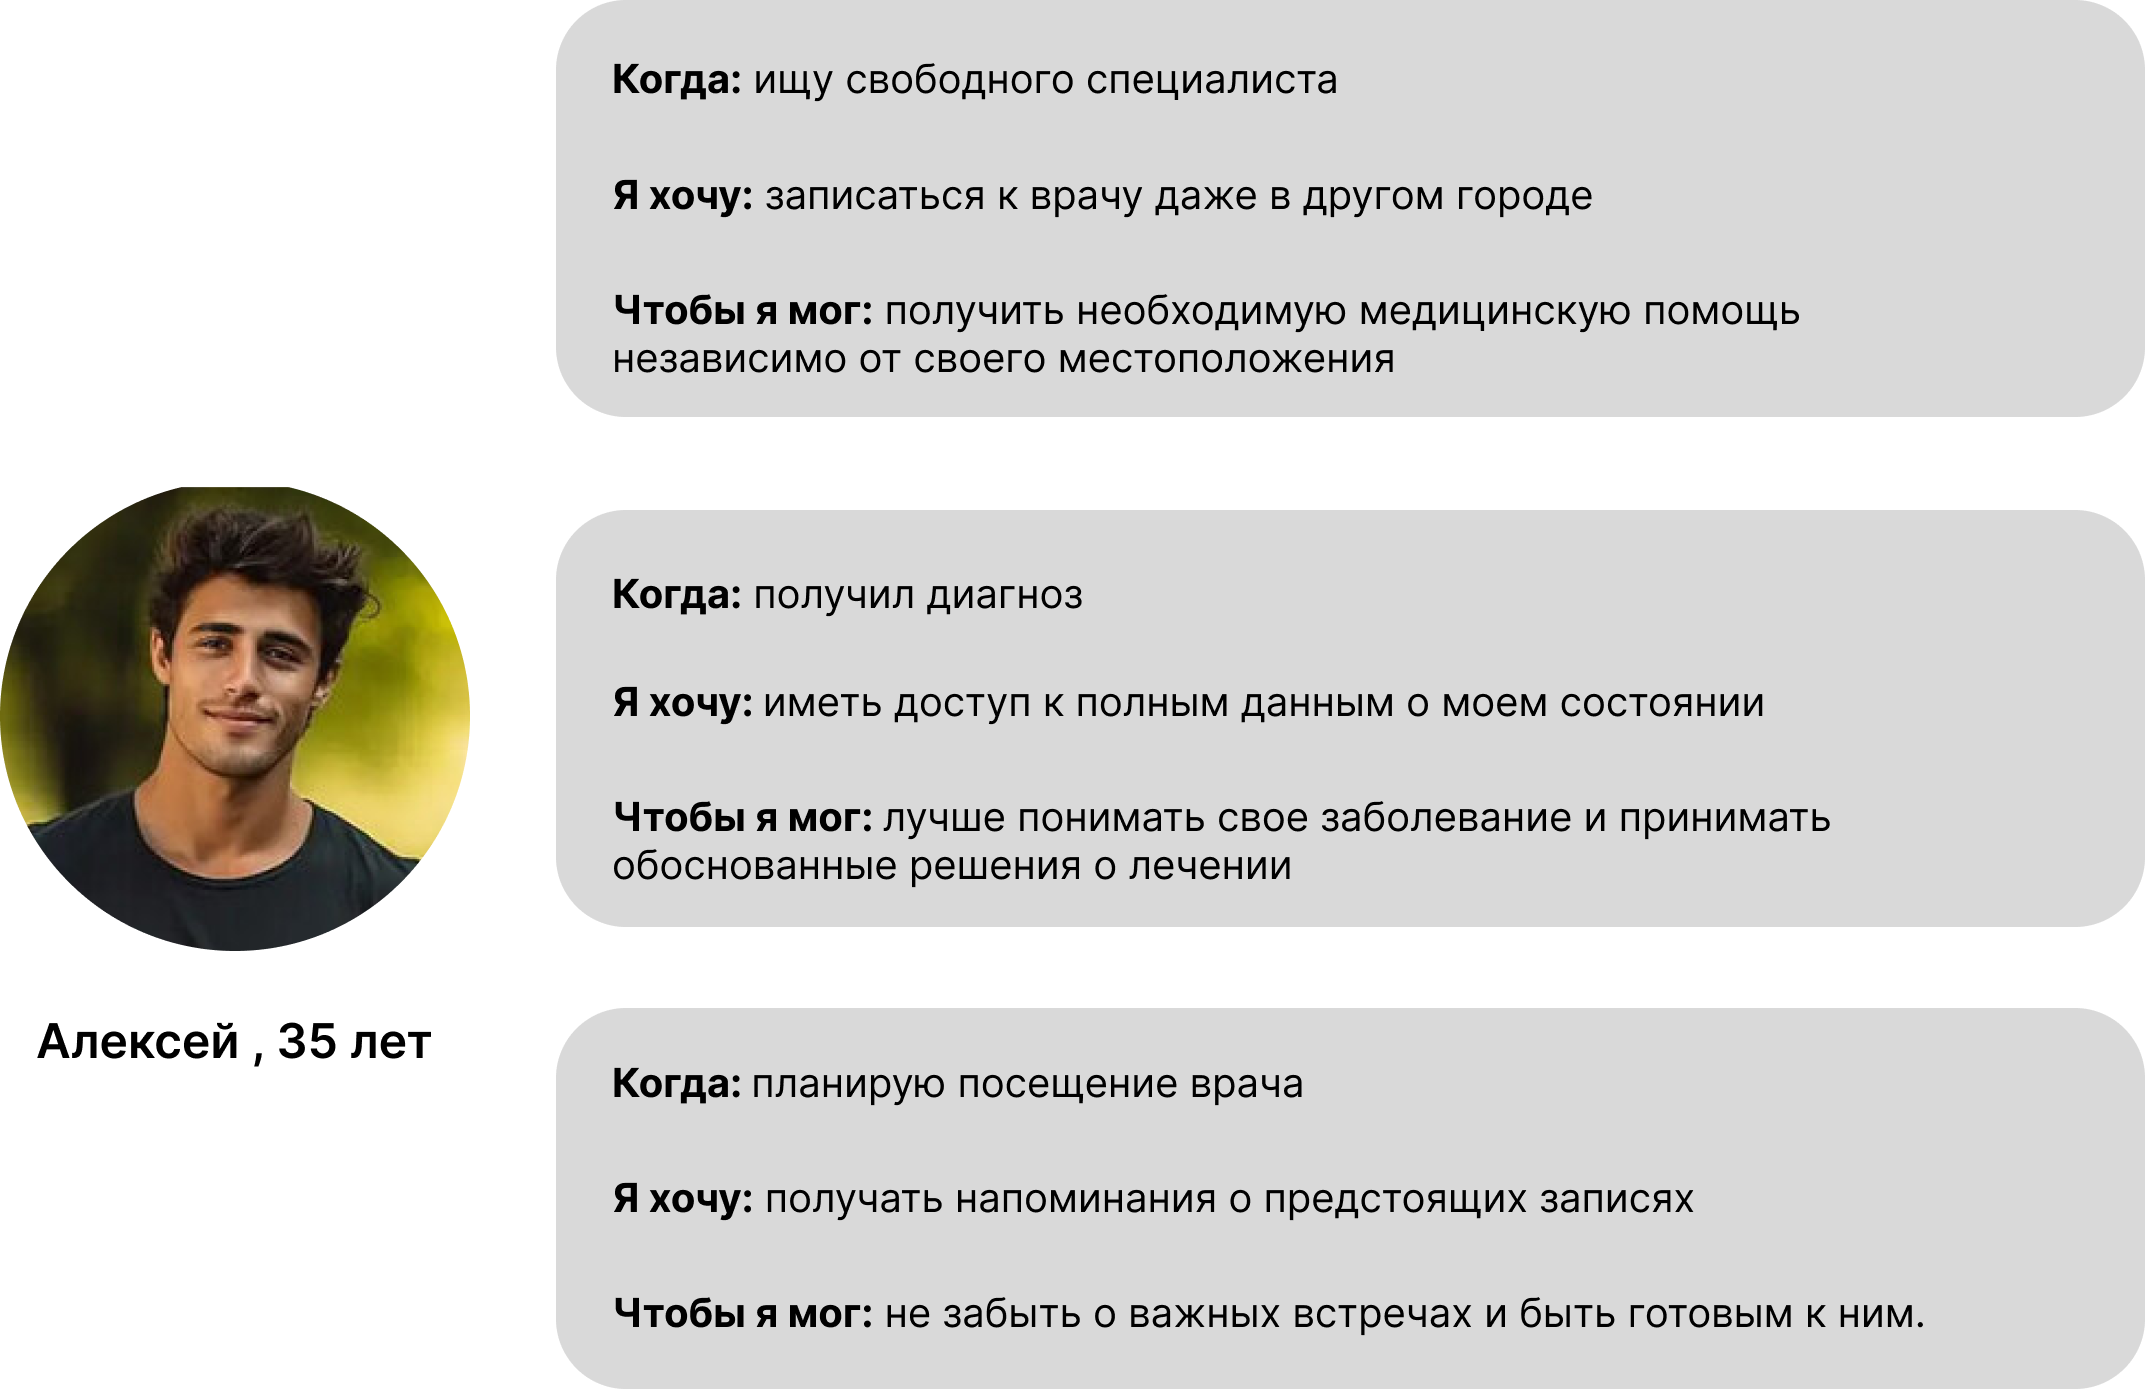 Когда: ищу свободного специалиста
Я хочу: записаться к врачу даже в другом городе
Чтобы я мог: получить необходимую медицинскую помощь
независимо от своего местоположения
Когда: получил диагноз
Я хочу: иметь доступ к полным данным о моем состоянии
Чтобы я мог: лучше понимать свое заболевание и принимать
обоснованные решения о лечении
Алексей , 35 лет
Когда: планирую посещение врача
Я хочу: получать напоминания о предстоящих записях
Чтобы я мог: не забыть о важных встречах и быть готовым к ним.